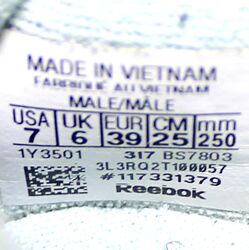 MADE IN VIETNAM
FABRIQUÉ AU VIETNAM
MALE/MÂLE
USA UK EUR CM mm
7 6 39 25 250
1Y3501 317 BS7803
3L3RQ2T100057
#117331379
Reebok